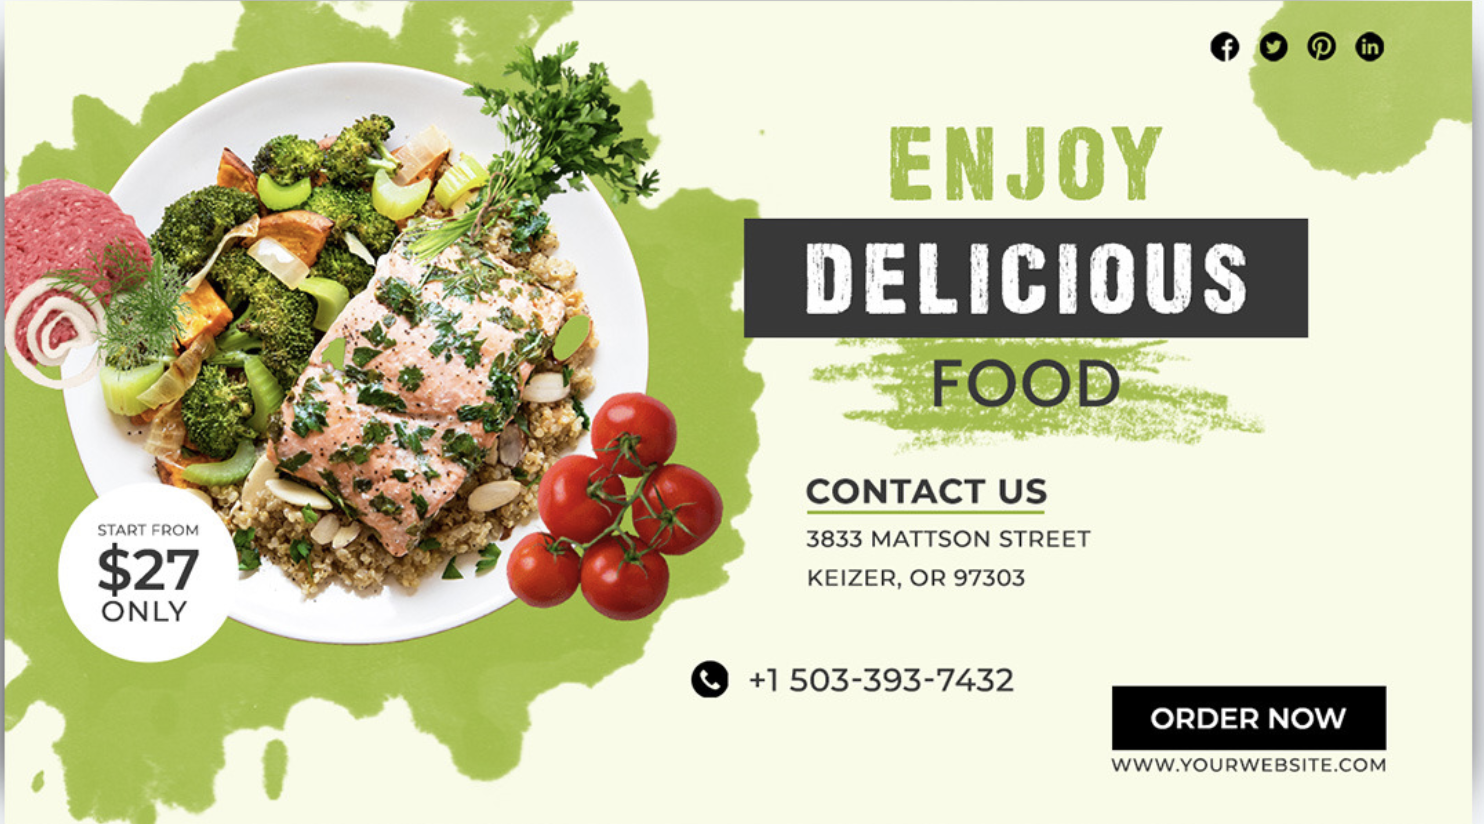 ENJOY
DELICIOUS
FOOD
CONTACT US
3833 MATTSON STREET
KEIZER, OR 97303
START FROM
$27
ONLY
+1 503-393-7432
ORDER NOW
WWW.YOURWEBSITE.COM